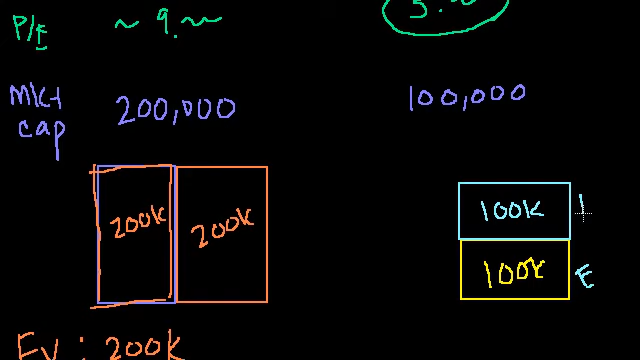 P/E ~ 9. ~
Mkt cap 200,000 100,000
200k 200k
100k
100k E
EV : 200k